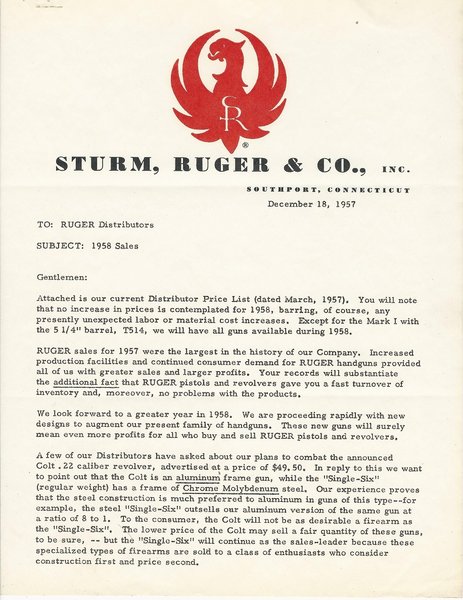 SR
®
STURM, RUGER & CO., INC.
SOUTHPORT, CONNECTICUT
December 18, 1957
TO: RUGER Distributors
SUBJECT: 1958 Sales
Gentlemen:
Attached is our current Distributor Price List (dated March, 1957). You will note
that no increase in prices is contemplated for 1958, barring, of course, any
presently unexpected labor or material cost increases. Except for the Mark I with
the 5 1/4" barrel, T514, we will have all guns available during 1958.
RUGER sales for 1957 were the largest in the history of our Company. Increased
production facilities and continued consumer demand for RUGER handguns provided
all of us with greater sales and larger profits. Your records will substantiate
the additional fact that RUGER pistols and revolvers gave you a fast turnover of
inventory and, moreover, no problems with the products.
We look forward to a greater year in 1958. We are proceeding rapidly with new
designs to augment our present family of handguns. These new guns will surely
mean even more profits for all who buy and sell RUGER pistols and revolvers.
A few of our Distributors have asked about our plans to combat the announced
Colt .22 caliber revolver, advertised at a price of $49.50. In reply to this we want
to point out that the Colt is an aluminum frame gun, while the "Single-Six"
(regular weight) has a frame of Chrome Molybdenum steel. Our experience proves
that the steel construction is much preferred to aluminum in guns of this type--for
example, the steel "Single-Six" outsells our aluminum version of the same gun at
a ratio of 8 to 1. To the consumer, the Colt will not be as desirable a firearm as
the "Single-Six". The lower price of the Colt may sell a fair quantity of these guns,
to be sure, -- but the "Single-Six" will continue as the sales-leader because these
specialized types of firearms are sold to a class of enthusiasts who consider
construction first and price second.